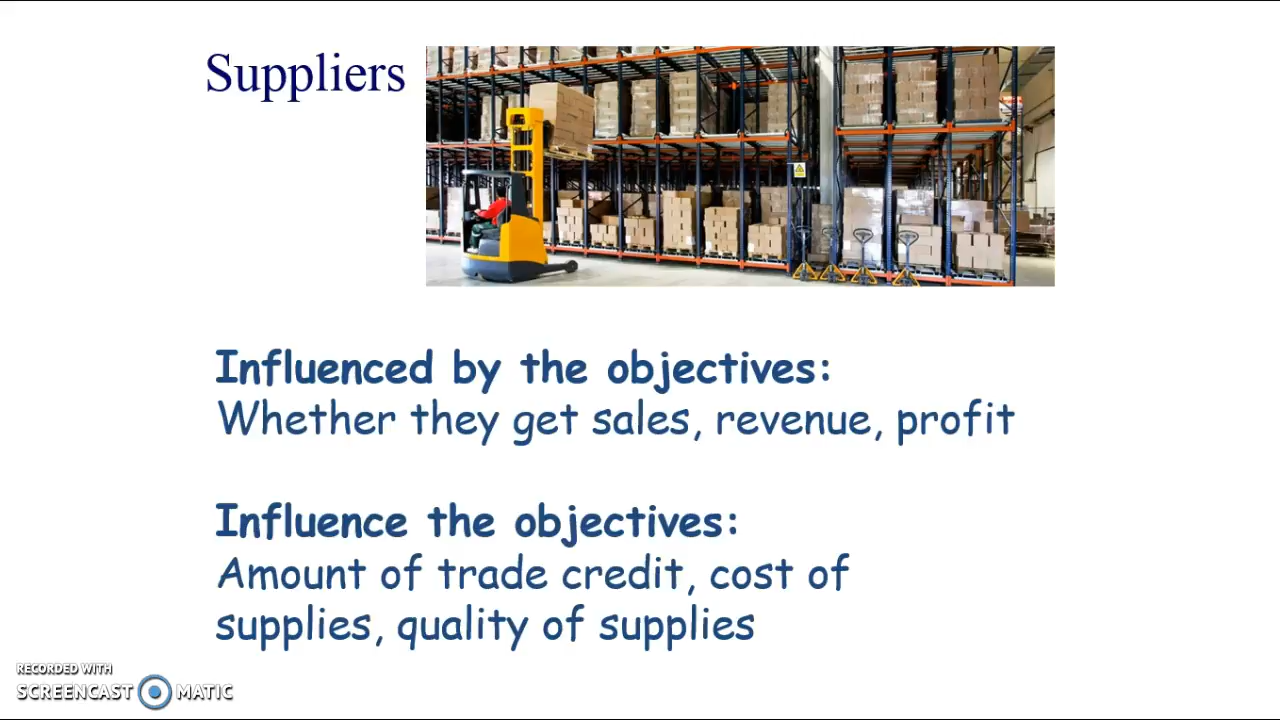 Suppliers
Influenced by the objectives:
Whether they get sales, revenue, profit
Influence the objectives:
Amount of trade credit, cost of
supplies, quality of supplies
RECORDED WITH
SCREENCAST MATIC